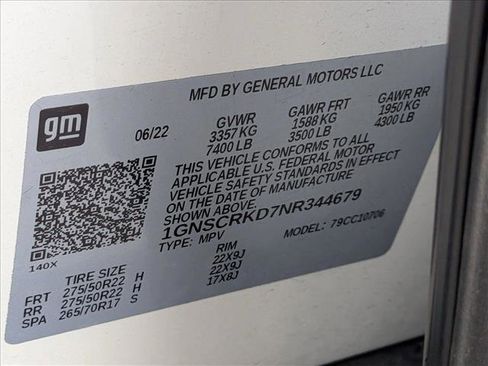 gm
MFD BY GENERAL MOTORS LLC
06/22 GVWR GAWR FRT GAWR RR
3357 KG 1588 KG 1950 KG
7400 LB 3500 LB 4300 LB
THIS VEHICLE CONFORMS TO ALL
APPLICABLE U.S. FEDERAL MOTOR
VEHICLE SAFETY STANDARDS IN EFFECT
ON THE DATE OF MANUFACTURE
SHOWN ABOVE.
1GNSCRKD7NR344679
TYPE: MPV MODEL: 79CC10706
140X
TIRE SIZE RIM
FRT 275/50R22 H 22X9J
RR 275/50R22 H 22X9J
SPA 265/70R17 S 17X8J